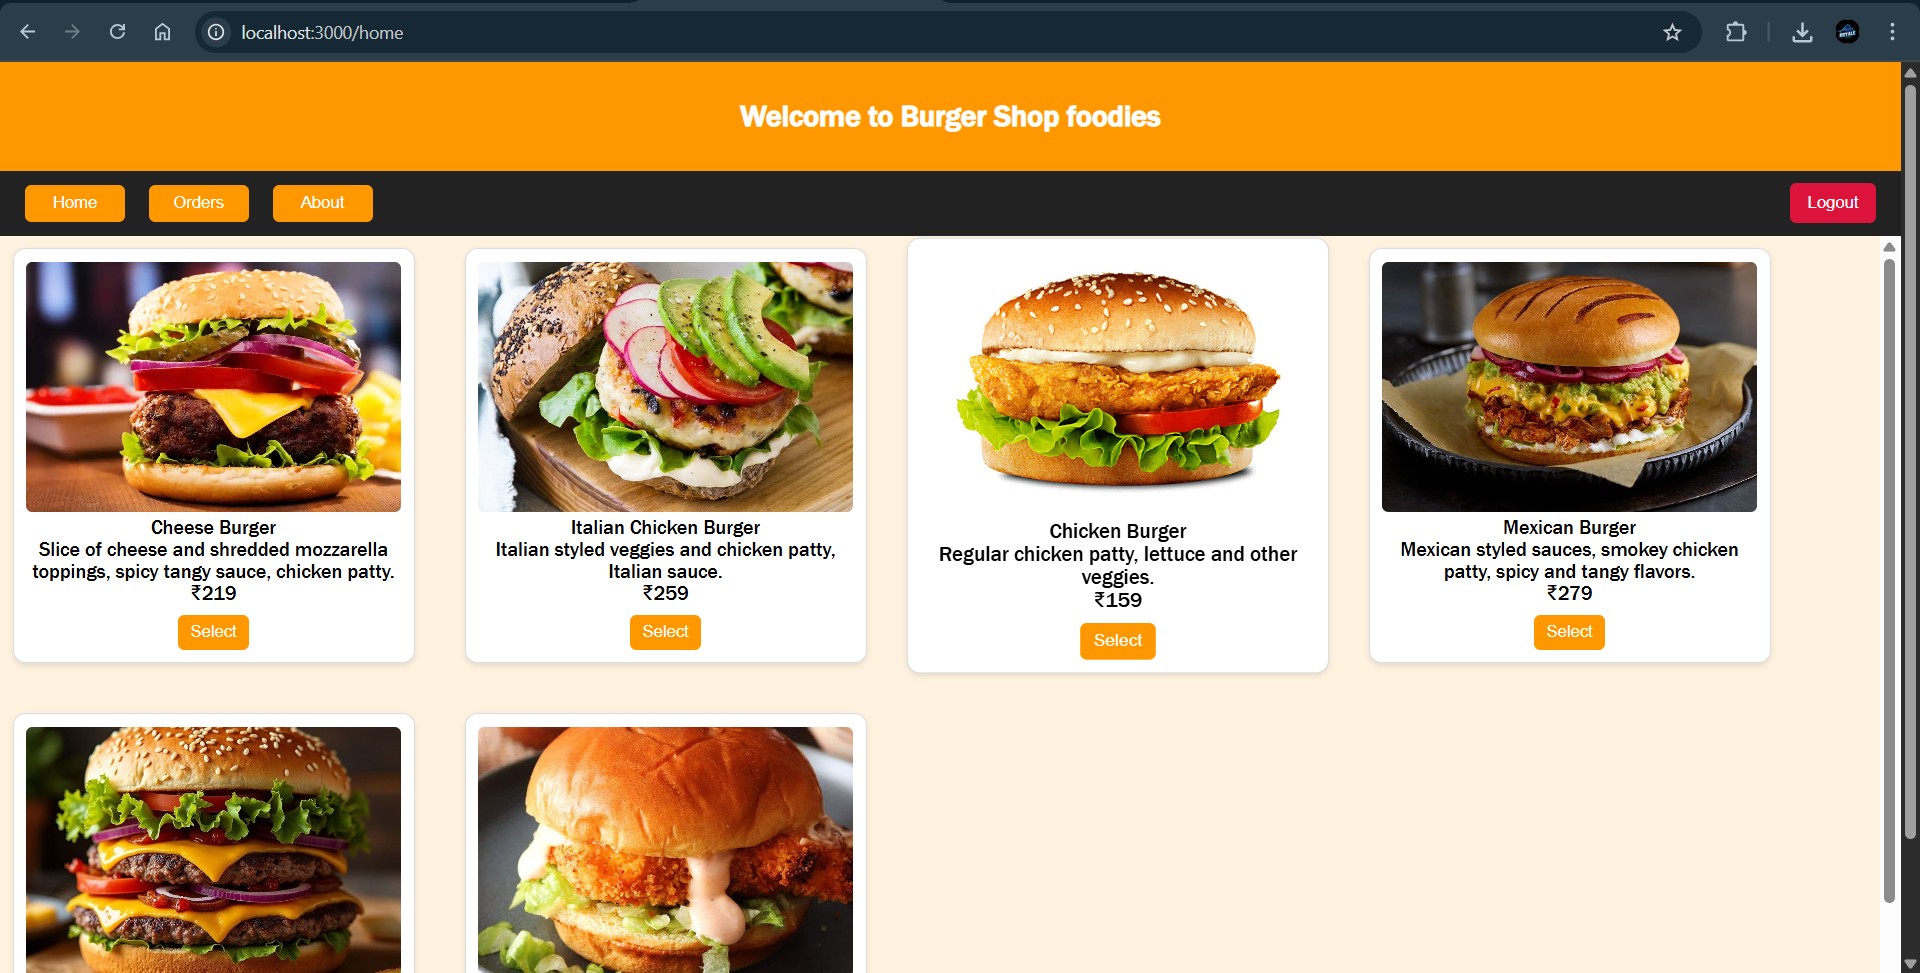 localhost:3000/home
Welcome to Burger Shop foodies
Home
Orders
About
Logout
Cheese Burger
Slice of cheese and shredded mozzarella
toppings, spicy tangy sauce, chicken patty.
₹219
Select
Italian Chicken Burger
Italian styled veggies and chicken patty,
Italian sauce.
₹259
Select
Chicken Burger
Regular chicken patty, lettuce and other
veggies.
₹159
Select
Mexican Burger
Mexican styled sauces, smokey chicken
patty, spicy and tangy flavors.
₹279
Select